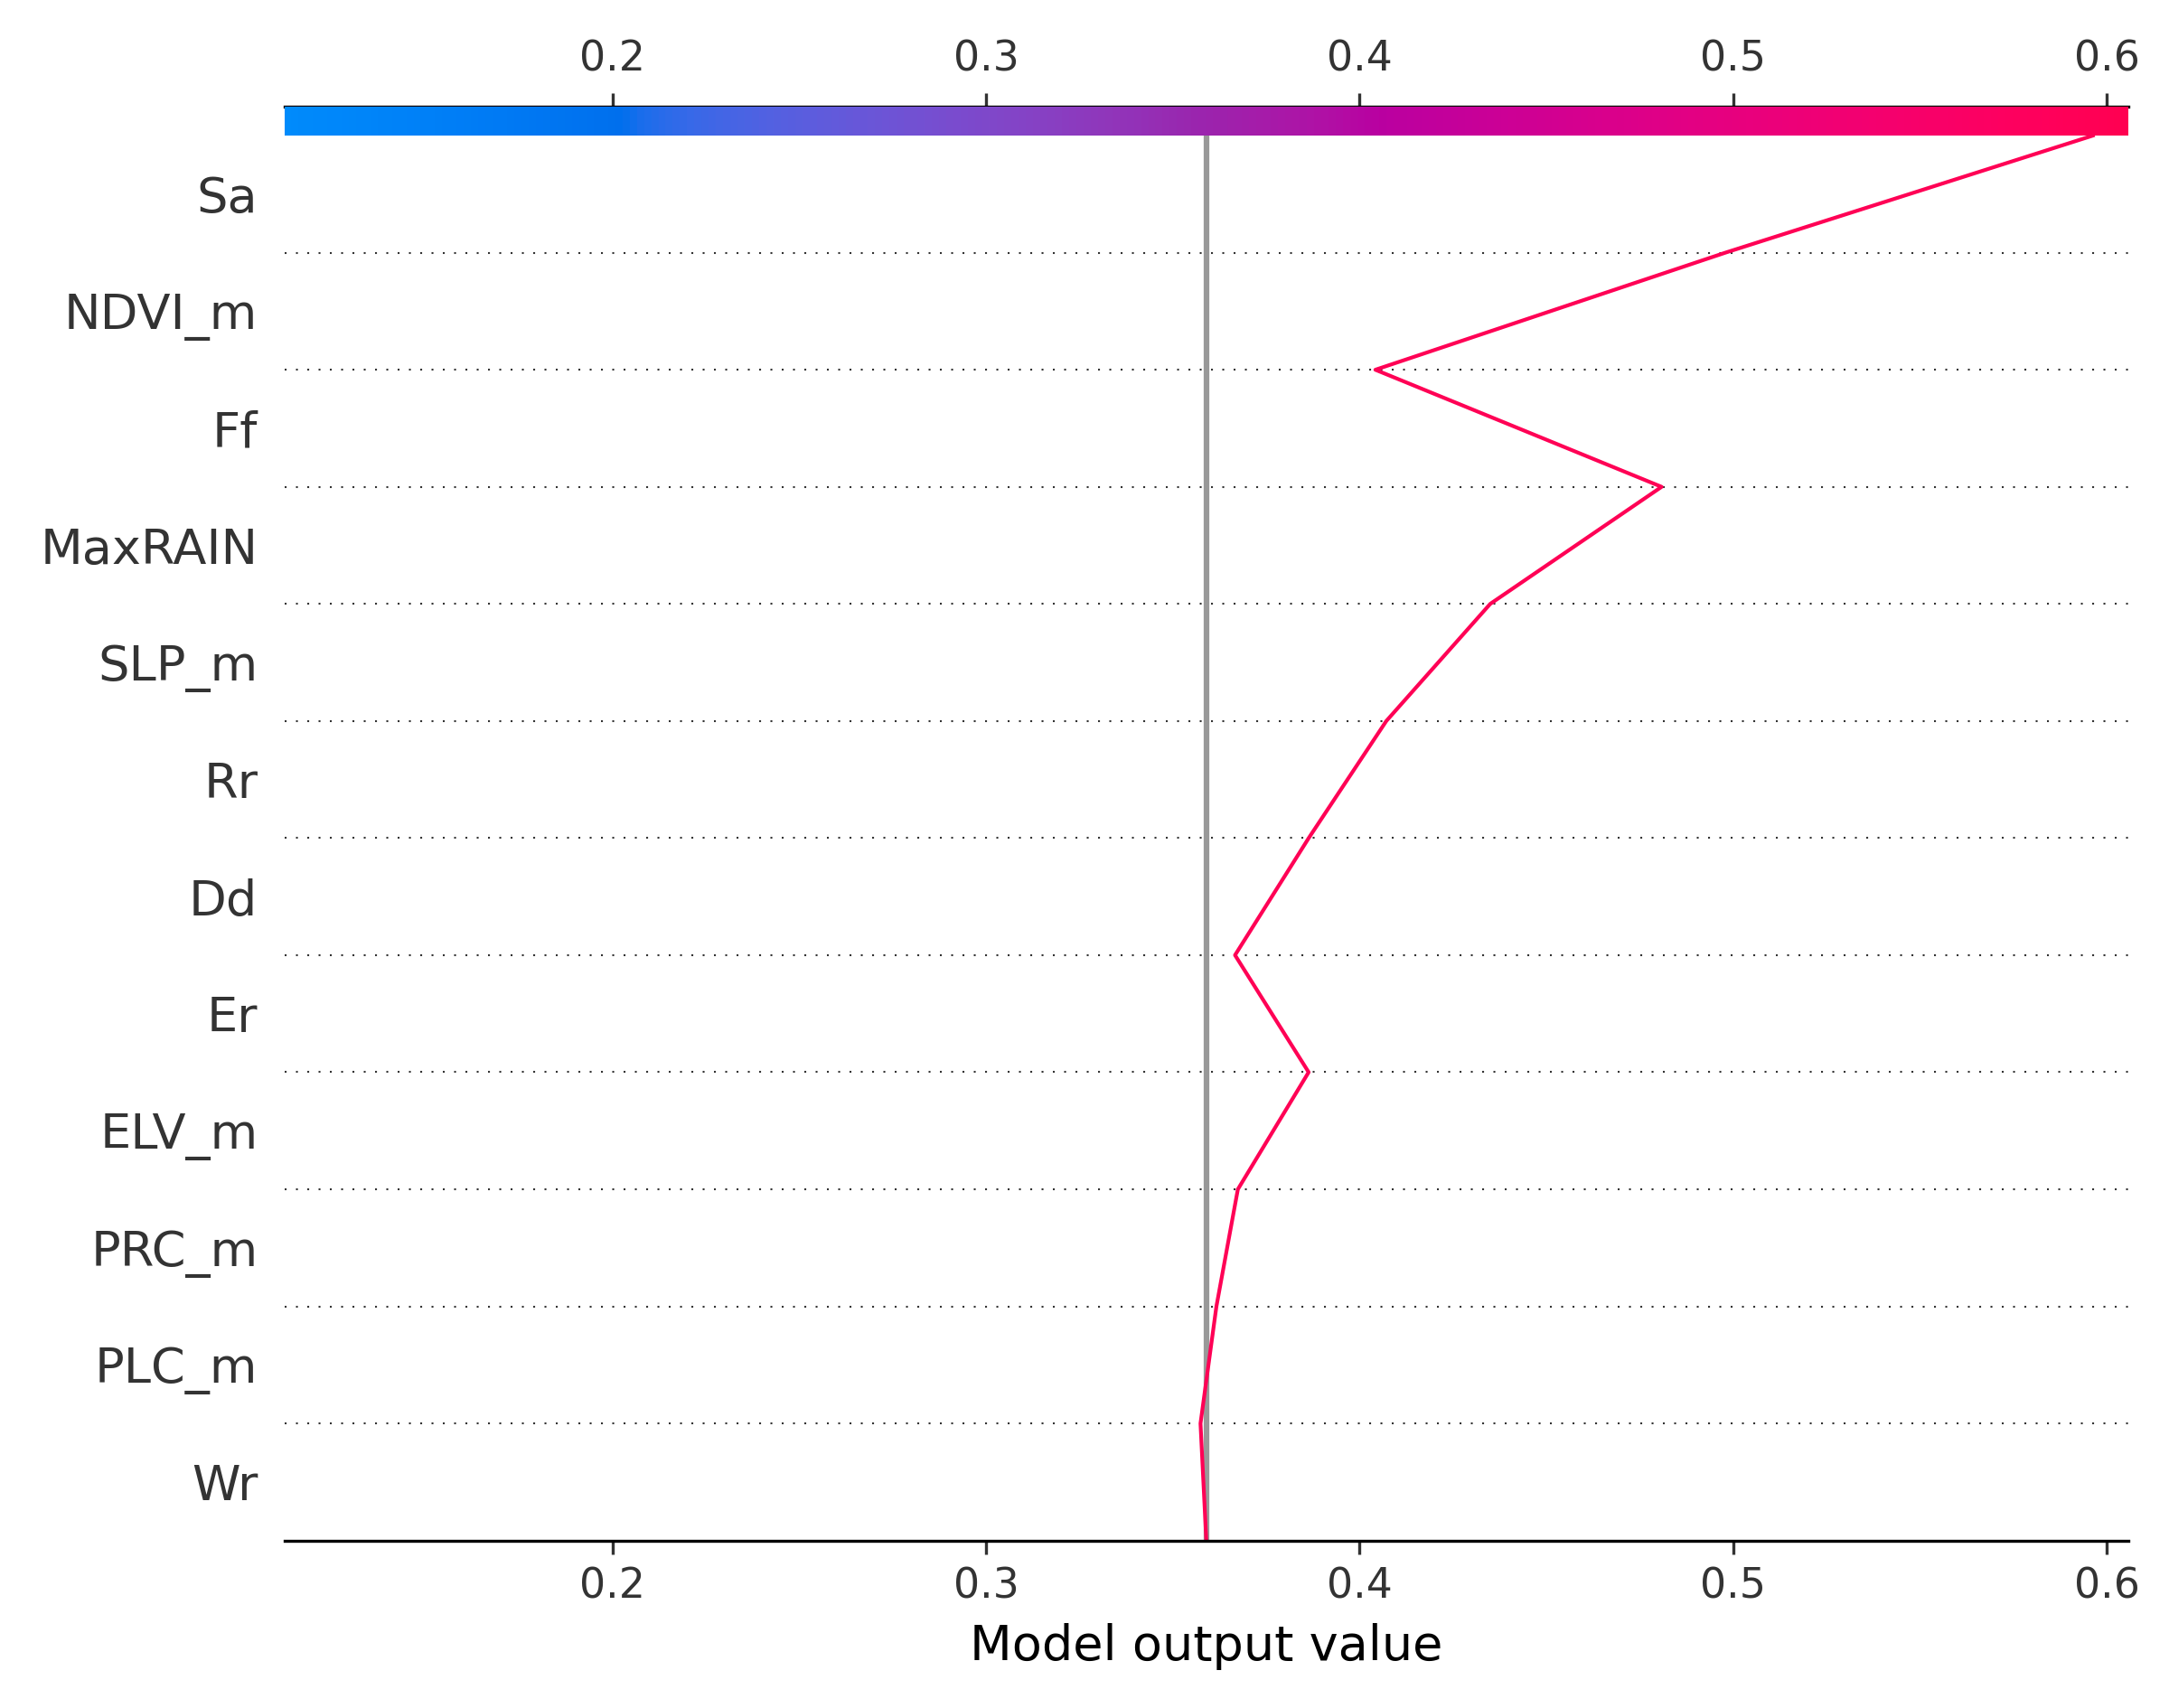 0.2 0.3 0.4 0.5 0.6
Sa
NDVI_m
Ff
MaxRAIN
SLP_m
Rr
Dd
Er
ELV_m
PRC_m
PLC_m
Wr
0.2 0.3 0.4 0.5 0.6
Model output value